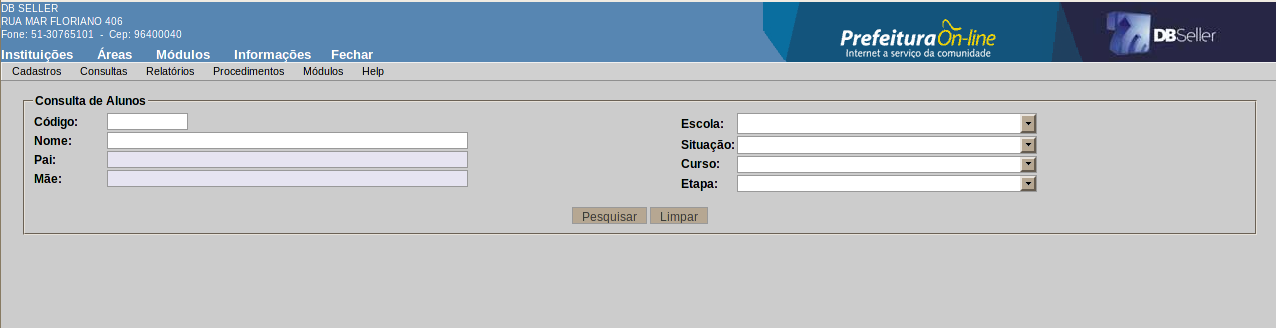 DB SELLER
RUA MAR FLORIANO 406
Fone: 51-30765101 - Cep: 96400040
Instituições Áreas Módulos Informações Fechar
PrefeituraOn-line
Internet a serviço da comunidade
DBSeller
Cadastros Consultas Relatórios Procedimentos Módulos Help
Consulta de Alunos
Código:
Nome:
Pai:
Mãe:
Escola:
Situação:
Curso:
Etapa:
Pesquisar Limpar